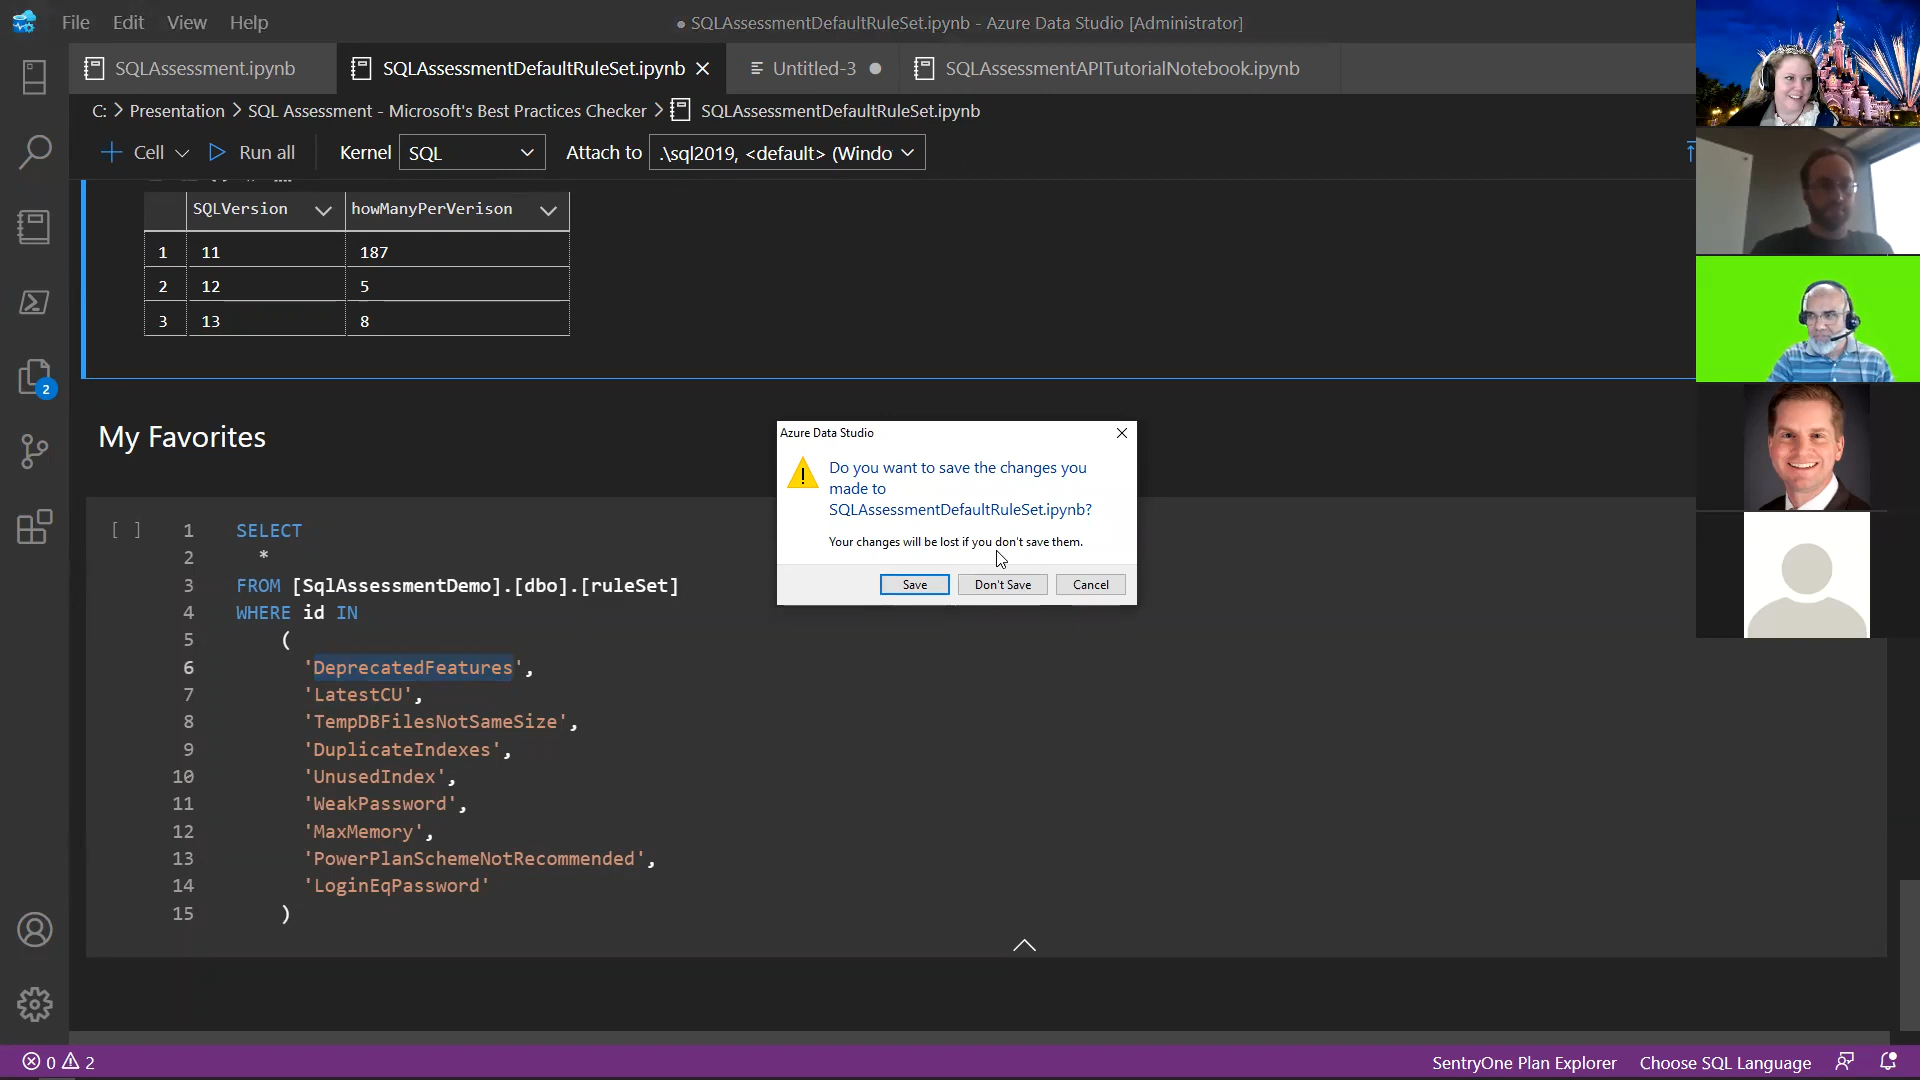 File Edit View Help
● SQLAssessmentDefaultRuleSet.ipynb - Azure Data Studio [Administrator]
SQLAssessment.ipynb
SQLAssessmentDefaultRuleSet.ipynb
Untitled-3
SQLAssessmentAPITutorialNotebook.ipynb
C: > Presentation > SQL Assessment - Microsoft's Best Practices Checker > SQLAssessmentDefaultRuleSet.ipynb
Cell Run all Kernel SQL Attach to .\sql2019, <default> (Windo
SQLVersion howManyPerVerison
1 11 187
2 12 5
3 13 8
2
My Favorites
Azure Data Studio
Do you want to save the changes you
made to
SQLAssessmentDefaultRuleSet.ipynb?
Your changes will be lost if you don't save them.
Save Don't Save Cancel
[ ] 1 SELECT
2 *
3 FROM [SqlAssessmentDemo].[dbo].[ruleSet]
4 WHERE id IN
5 (
6 'DeprecatedFeatures',
7 'LatestCU',
8 'TempDBFilesNotSameSize',
9 'DuplicateIndexes',
10 'UnusedIndex',
11 'WeakPassword',
12 'MaxMemory',
13 'PowerPlanSchemeNotRecommended',
14 'LoginEqPassword'
15 )
0 2
SentryOne Plan Explorer Choose SQL Language